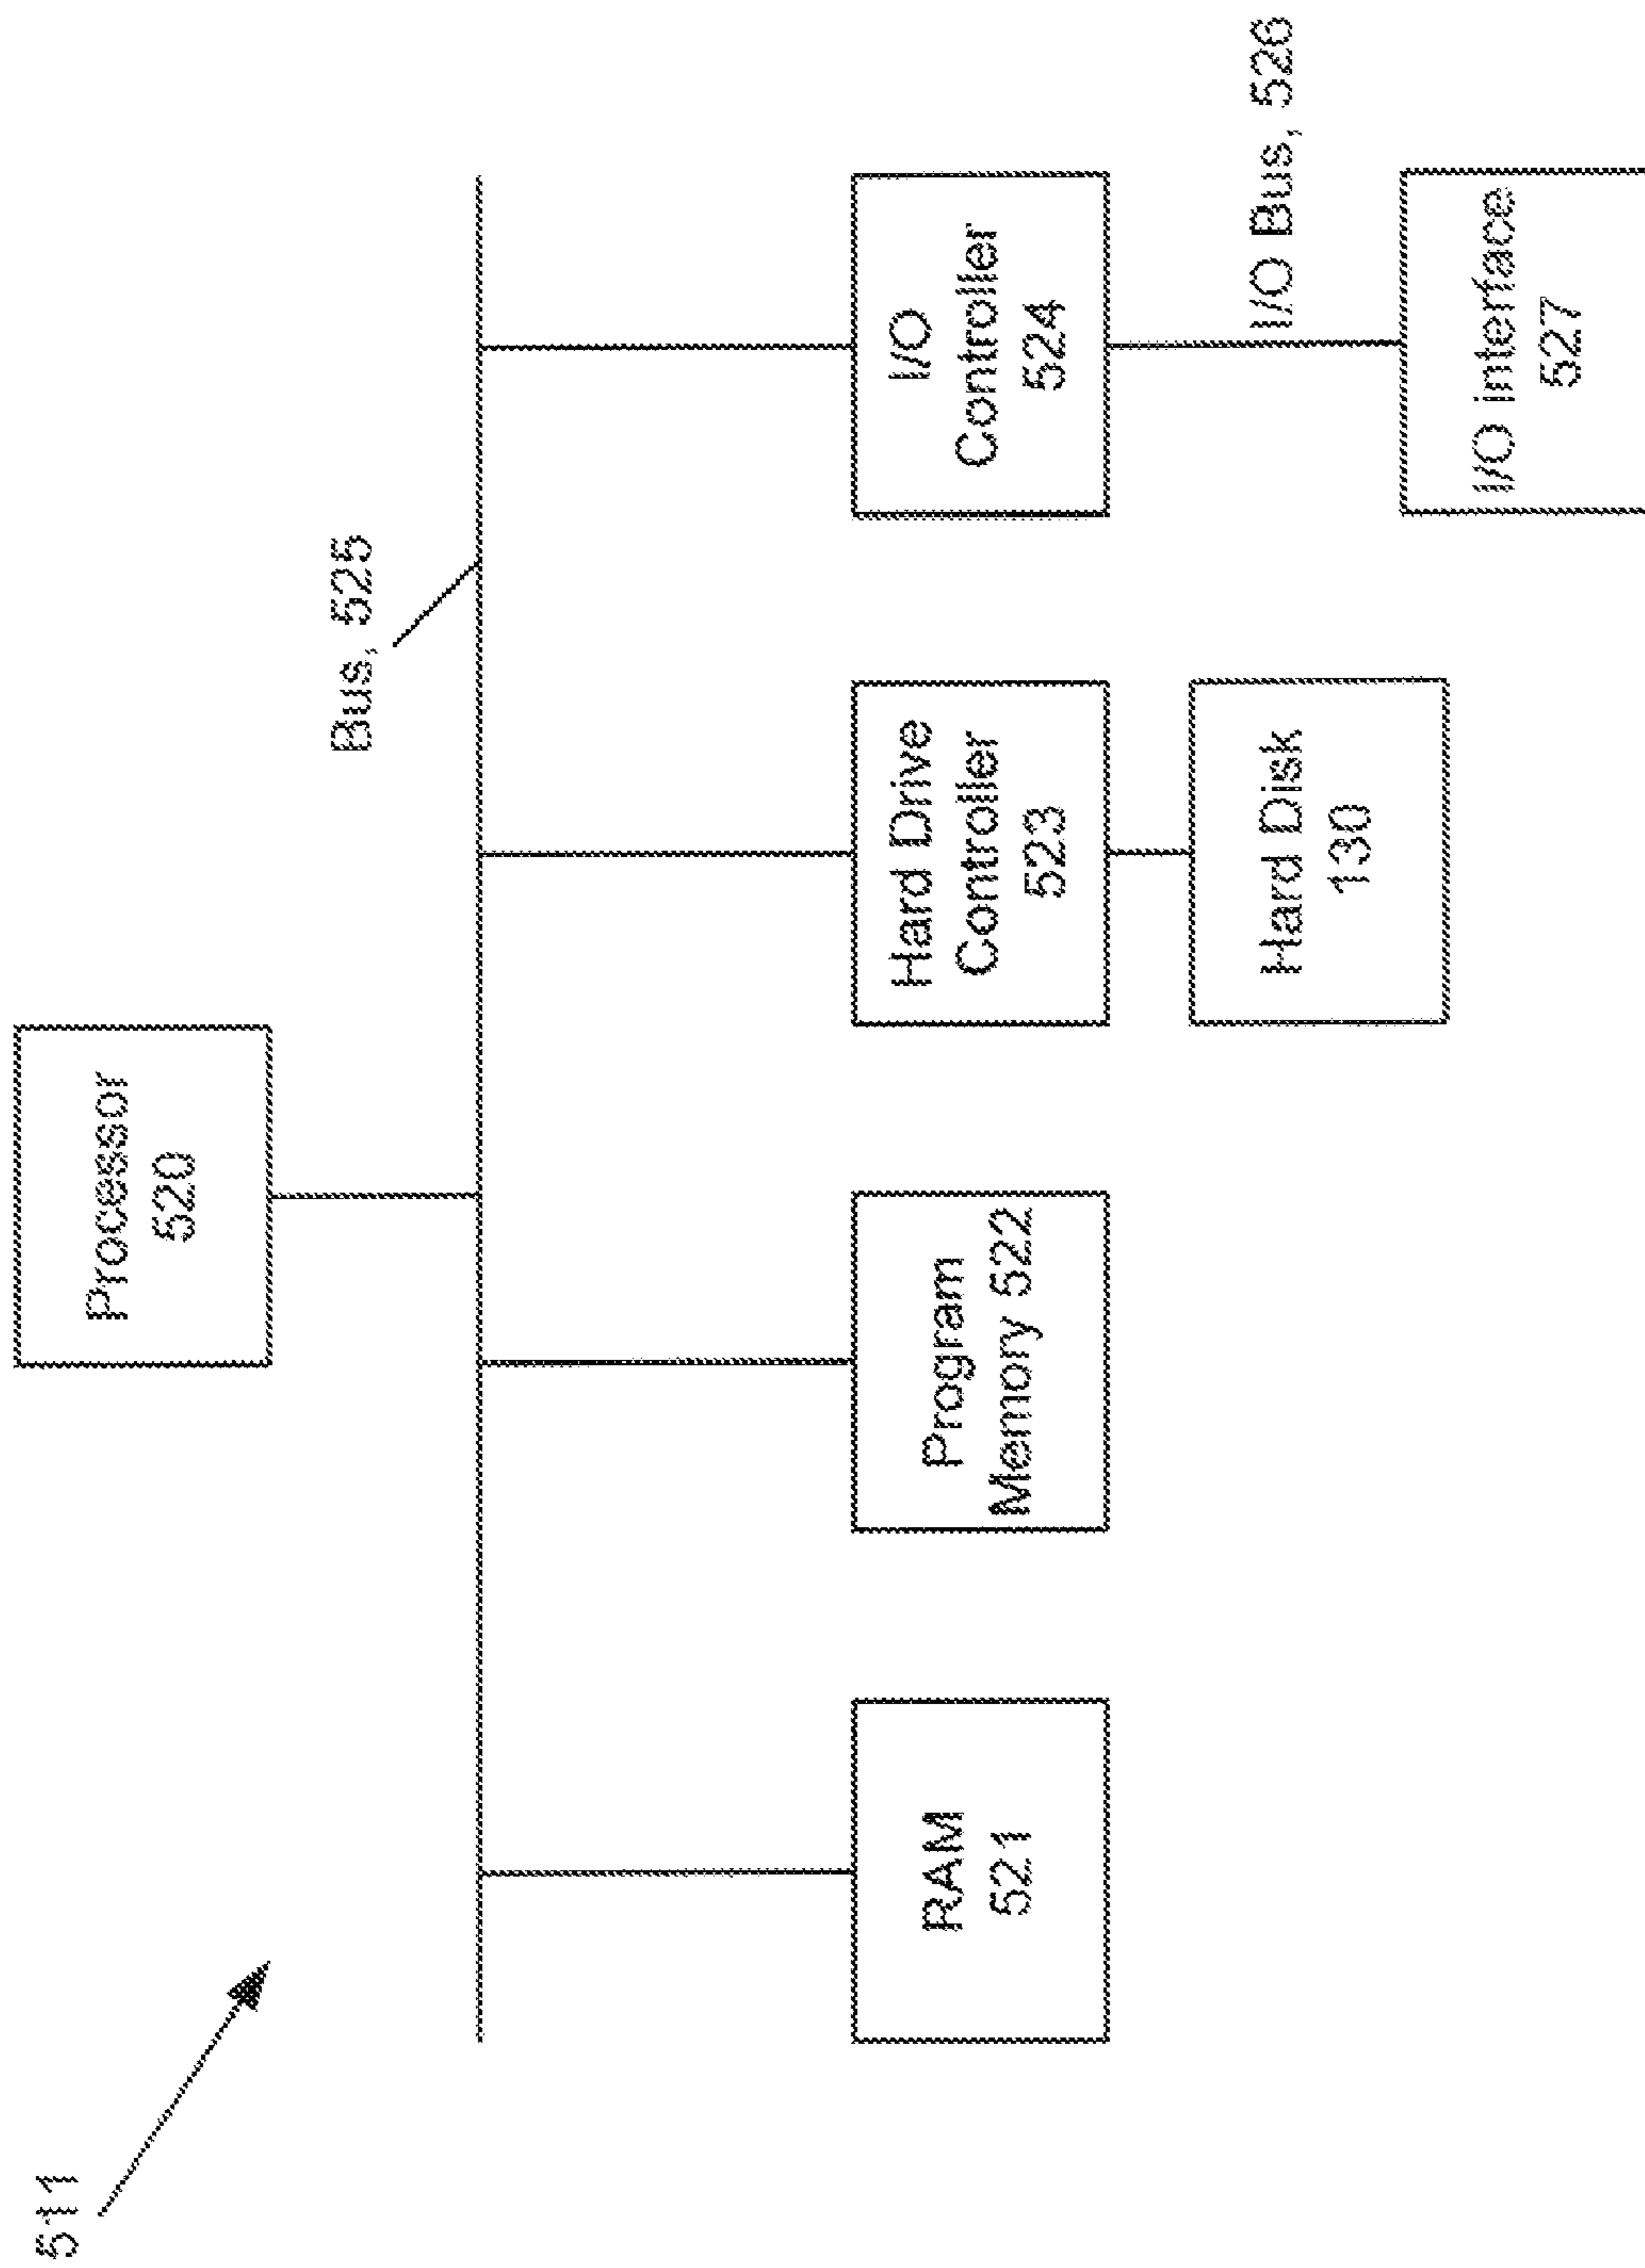 511
Processor
520
Bus, 525
RAM
521
Program
Memory 522
Hard Drive
Controller
523
Hard Disk
130
I/O
Controller
524
I/O Bus, 526
I/O interface
527